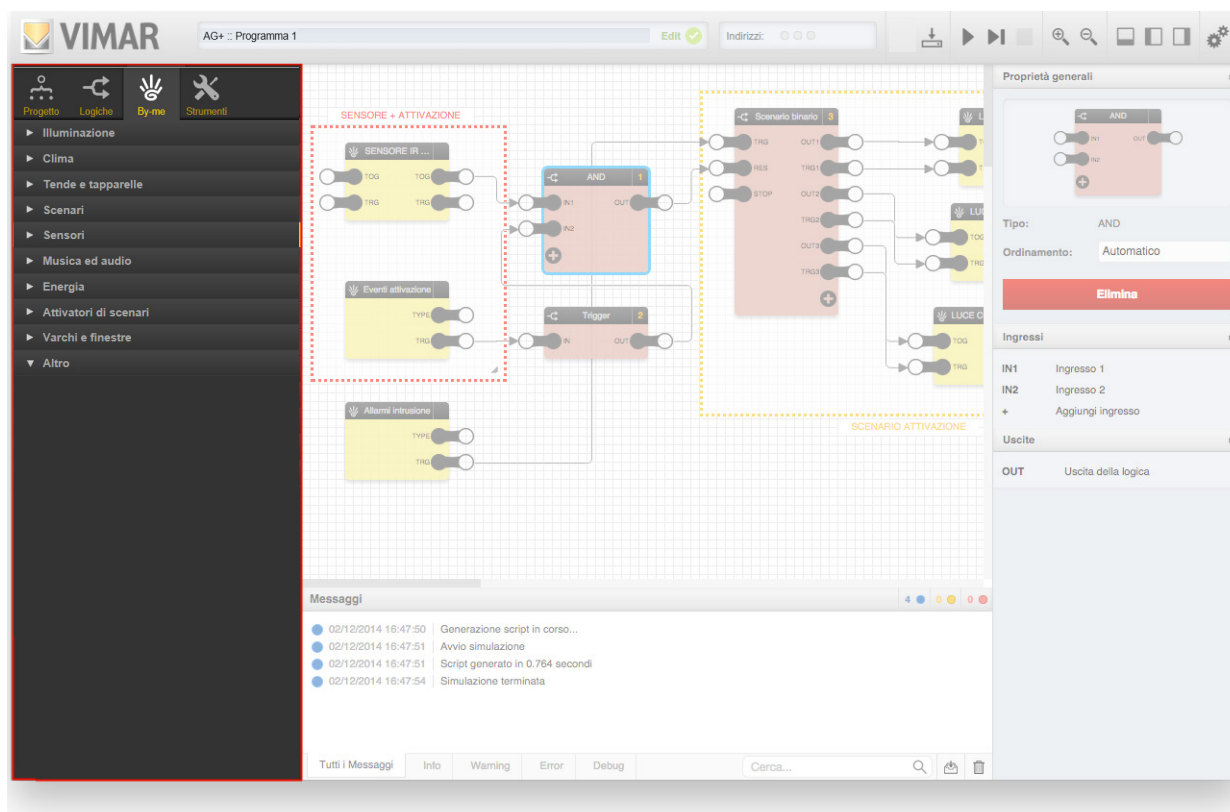 VIMAR
AG+ :: Programma 1
Edit
Indirizzi:
Progetto
Logiche
By-me
Strumenti
Illuminazione
Clima
Tende e tapparelle
Scenari
Sensori
Musica ed audio
Energia
Attivatori di scenari
Varchi e finestre
Altro
SENSORE + ATTIVAZIONE
SENSORE IR ...
TOG TOG
TRG TRG
AND 1
IN1 OUT
IN2
Eventi attivazione
TYPE
TRG
Trigger 2
IN OUT
Allarmi intrusione
TYPE
TRG
Scenario binario 3
TRG OUT1
RES TRG1
STOP OUT2
TRG2
OUT3
TRG3
L
T
T
LUC
TOG
TRG
LUCE C
TOG
TRG
SCENARIO ATTIVAZIONE
Proprietà generali
AND
IN1 OUT
IN2
Tipo: AND
Ordinamento: Automatico
Elimina
Ingressi
IN1 Ingresso 1
IN2 Ingresso 2
+ Aggiungi ingresso
Uscite
OUT Uscita della logica
Messaggi
4 0 0
02/12/2014 16:47:50 Generazione script in corso...
02/12/2014 16:47:51 Avvio simulazione
02/12/2014 16:47:51 Script generato in 0.764 secondi
02/12/2014 16:47:54 Simulazione terminata
Tutti i Messaggi
Info
Warning
Error
Debug
Cerca...